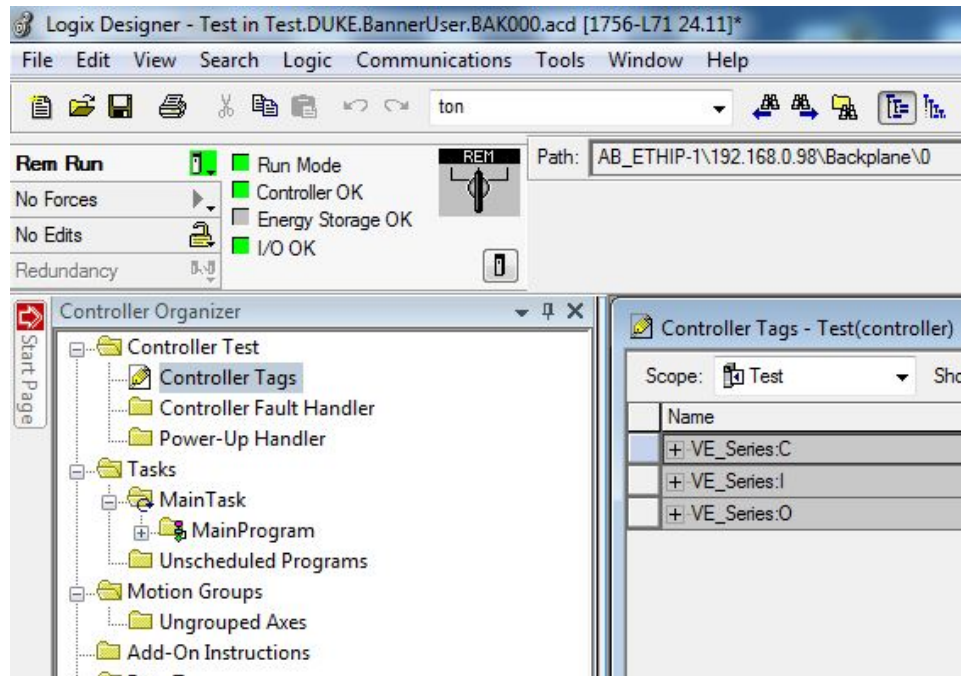 Logix Designer - Test in Test.DUKE.BannerUser.BAK000.acd [1756-L71 24.11]*
File Edit View Search Logic Communications Tools Window Help
ton
Rem Run
No Forces
No Edits
Redundancy
Run Mode
Controller OK
Energy Storage OK
I/O OK
REM
Path: AB_ETHIP-1\192.168.0.98\Backplane\0
Start Page
Controller Organizer
Controller Test
Controller Tags
Controller Fault Handler
Power-Up Handler
Tasks
MainTask
MainProgram
Unscheduled Programs
Motion Groups
Ungrouped Axes
Add-On Instructions
Controller Tags - Test(controller)
Scope: Test Sho
Name
VE_Series:C
VE_Series:I
VE_Series:O